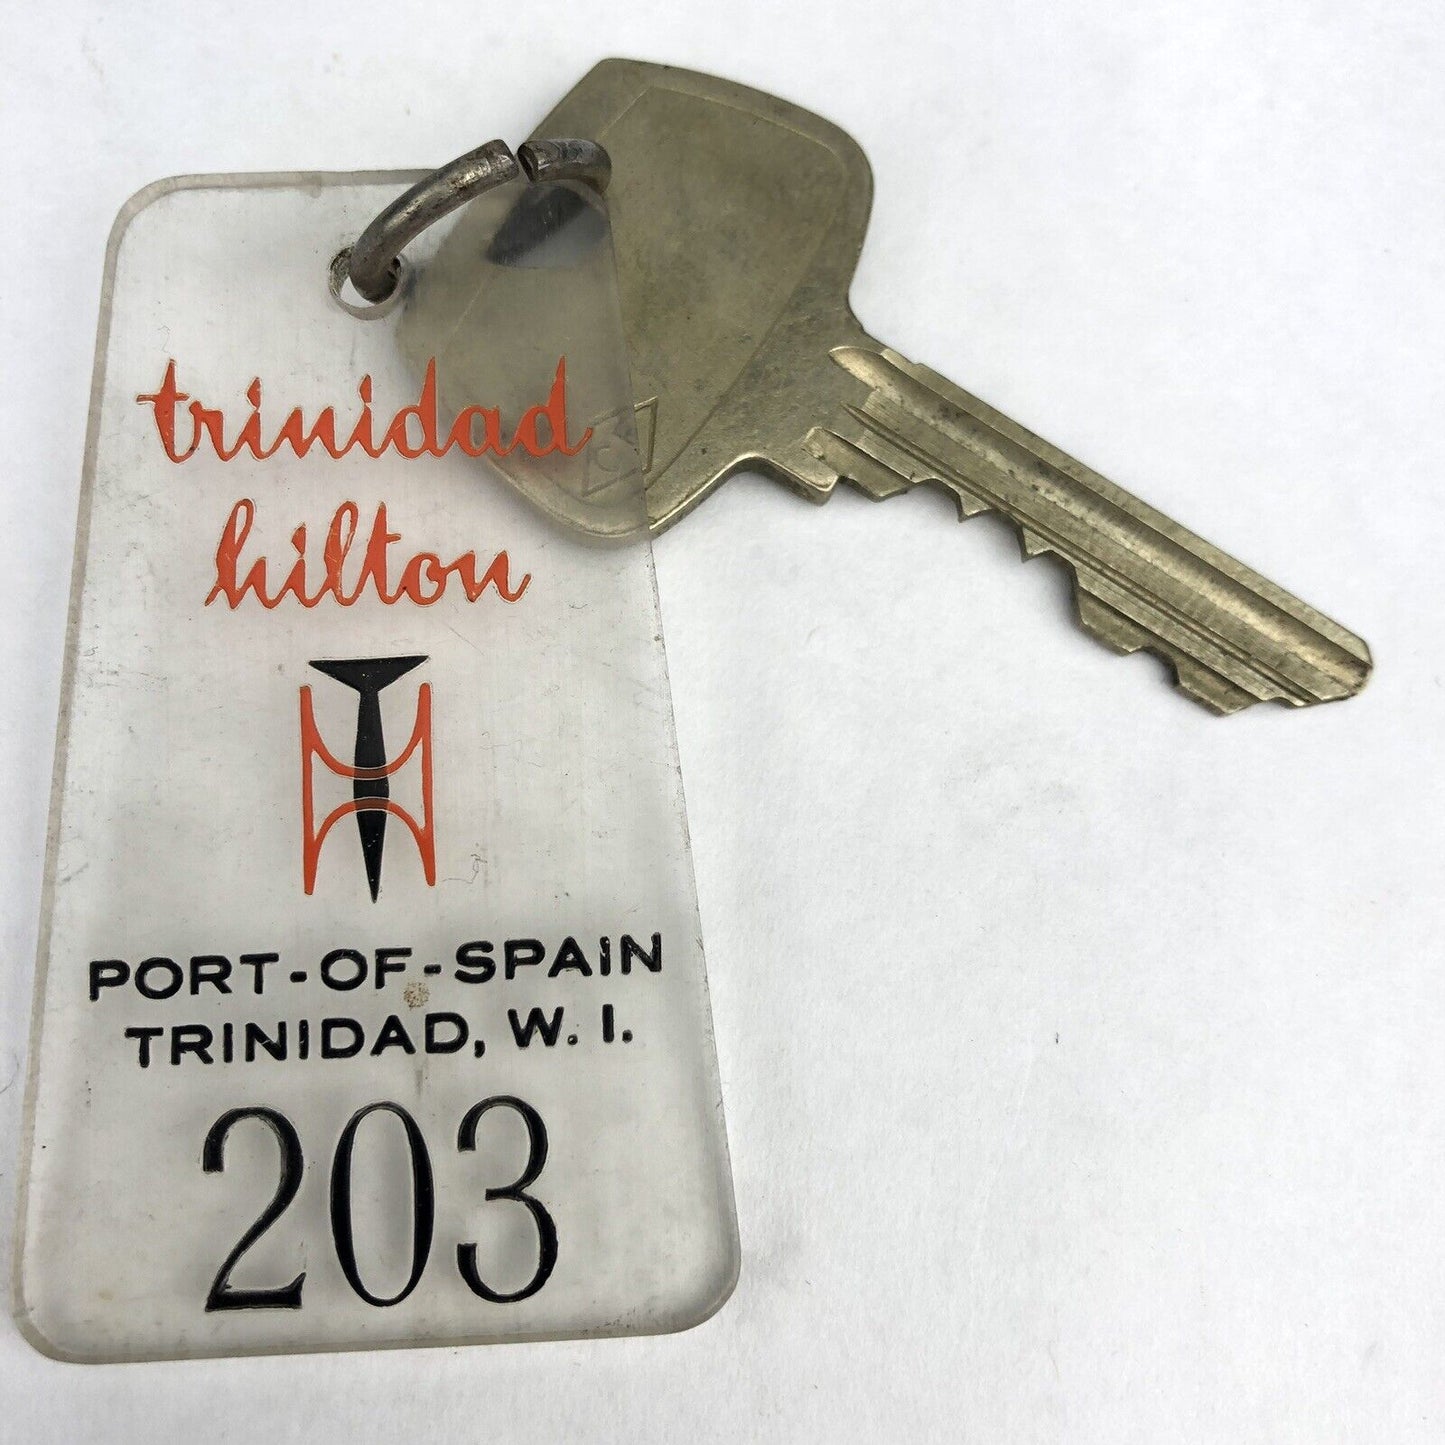 trinidad
hilton
PORT-OF-SPAIN
TRINIDAD, W. I.
203